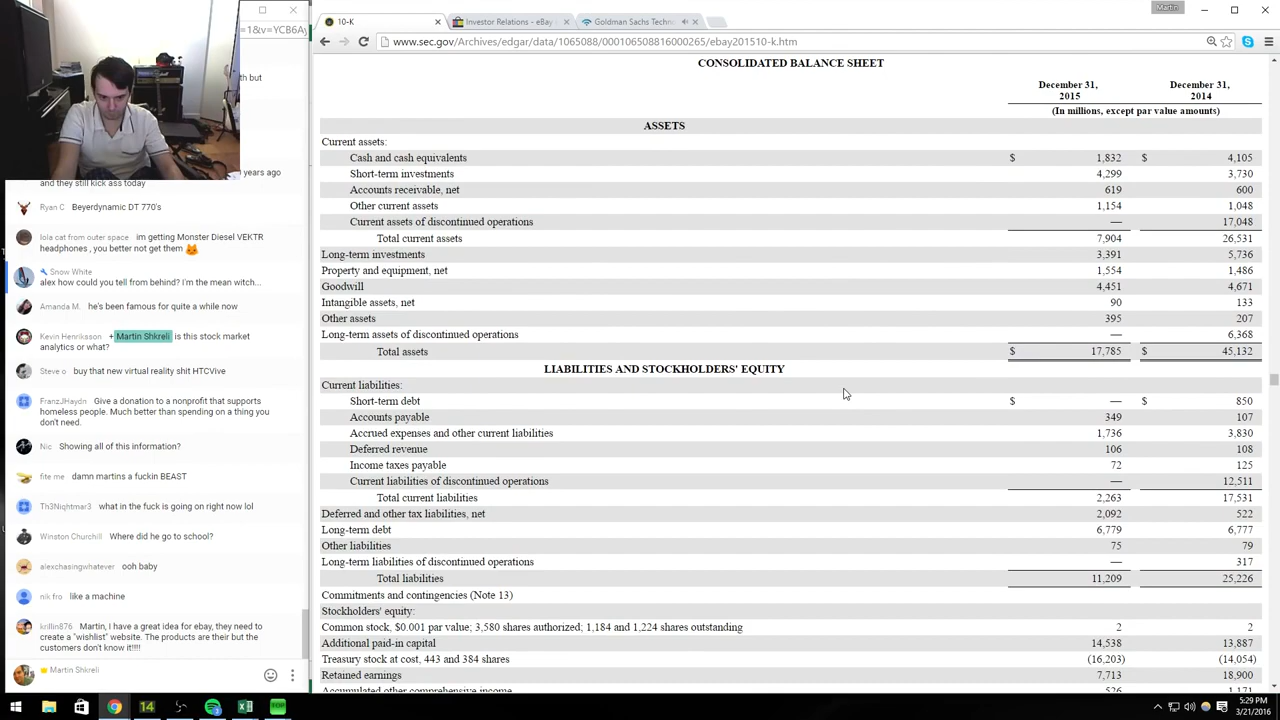 =1&v=YCB6Ay
th but
years ago
and they still kick ass today
Ryan C. Beyerdynamic DT 770's
lola cat from outer space im getting Monster Diesel VEKTR
headphones , you better not get them
Snow White
alex how could you tell from behind? I'm the mean witch...
Amanda M. he's been famous for quite a while now
Kevin Henriksson + Martin Shkreli is this stock market
analytics or what?
Steve o buy that new virtual reality shit HTCVive
FranzJHaydn Give a donation to a nonprofit that supports
homeless people. Much better than spending on a thing you
don't need.
Nic Showing all of this information?
fite me damn martins a fuckin BEAST
Th3Niqhtmar3 what in the fuck is going on right now lol
Winston Churchill Where did he go to school?
alexchasingwhatever ooh baby
nik fro like a machine
krillin876 Martin, I have a great idea for ebay, they need to
create a "wishlist" website. The products are their but the
customers don't know it!!!!
Martin Shkreli
10-K
Investor Relations - eBay
Goldman Sachs Techn
Martin
www.sec.gov/Archives/edgar/data/1065088/000106508816000265/ebay201510-k.htm
CONSOLIDATED BALANCE SHEET
December 31, December 31,
2015 2014
(In millions, except par value amounts)
ASSETS
Current assets:
Cash and cash equivalents $ 1,832 $ 4,105
Short-term investments 4,299 3,730
Accounts receivable, net 619 600
Other current assets 1,154 1,048
Current assets of discontinued operations — 17,048
Total current assets 7,904 26,531
Long-term investments 3,391 5,736
Property and equipment, net 1,554 1,486
Goodwill 4,451 4,671
Intangible assets, net 90 133
Other assets 395 207
Long-term assets of discontinued operations — 6,368
Total assets $ 17,785 $ 45,132
LIABILITIES AND STOCKHOLDERS' EQUITY
Current liabilities:
Short-term debt $ — $ 850
Accounts payable 349 107
Accrued expenses and other current liabilities 1,736 3,830
Deferred revenue 106 108
Income taxes payable 72 125
Current liabilities of discontinued operations — 12,511
Total current liabilities 2,263 17,531
Deferred and other tax liabilities, net 2,092 522
Long-term debt 6,779 6,777
Other liabilities 75 79
Long-term liabilities of discontinued operations — 317
Total liabilities 11,209 25,226
Commitments and contingencies (Note 13)
Stockholders' equity:
Common stock, $0.001 par value; 3,580 shares authorized; 1,184 and 1,224 shares outstanding 2 2
Additional paid-in capital 14,538 13,887
Treasury stock at cost, 443 and 384 shares (16,203) (14,054)
Retained earnings 7,713 18,900
Accumulated other comprehensive income 526 1,171
14
TOP
5:29 PM
3/21/2016